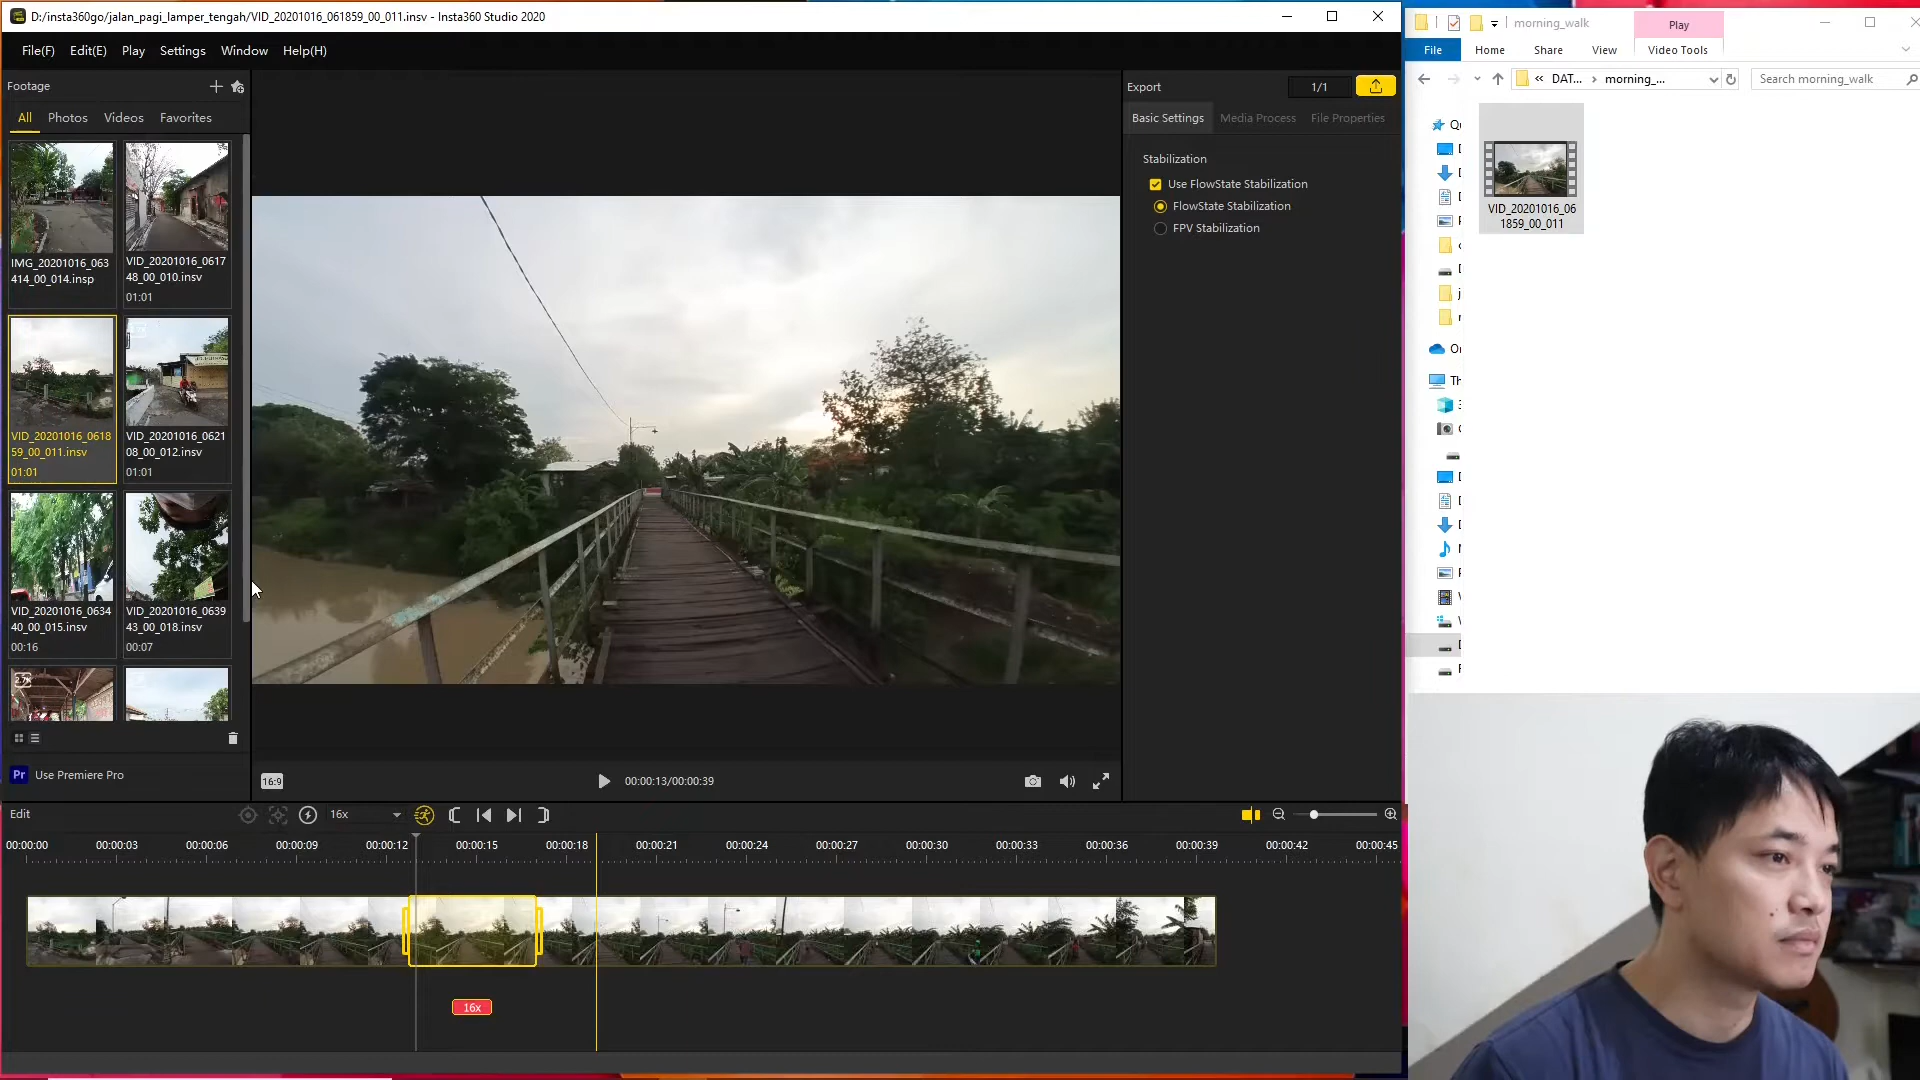 D:/insta360go/jalan_pagi_lamper_tengah/VID_20201016_061859_00_011.insv - Insta360 Studio 2020
File(F) Edit(E) Play Settings Window Help(H)
Footage
All Photos Videos Favorites
IMG_20201016_063
414_00_014.insp
VID_20201016_0617
48_00_010.insv
01:01
VID_20201016_0618
59_00_011.insv
01:01
VID_20201016_0621
08_00_012.insv
01:01
VID_20201016_0634
40_00_015.insv
00:16
VID_20201016_0639
43_00_018.insv
00:07
2.7K
Pr Use Premiere Pro
16:9
00:00:13/00:00:39
Export 1/1
Basic Settings Media Process File Properties
Stabilization
Use FlowState Stabilization
FlowState Stabilization
FPV Stabilization
Edit 16x
00:00:00 00:00:03 00:00:06 00:00:09 00:00:12 00:00:15 00:00:18 00:00:21 00:00:24 00:00:27 00:00:30 00:00:33 00:00:36 00:00:39 00:00:42 00:00:45
16x
morning_walk Play
File Home Share View Video Tools
« DAT... morning_... Search morning_walk
VID_20201016_06
1859_00_011